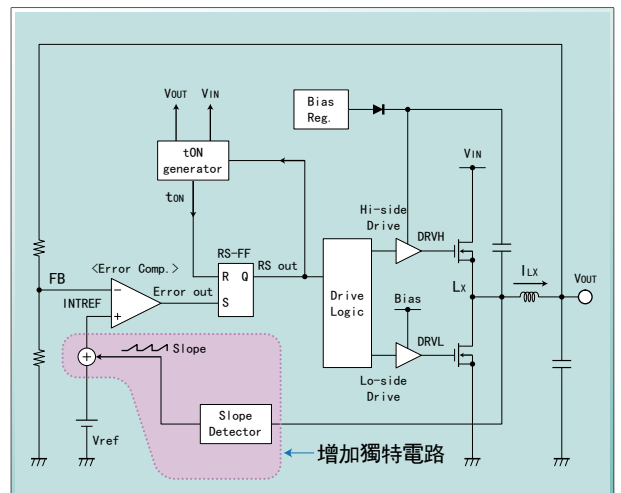 VOUT VIN
Bias
Reg.
tON
generator
VIN
tON
Hi-side
Drive
DRVH
RS-FF
<Error Comp.>
FB
R Q
RS out
ILX
VOUT
INTREF
−
Error out
S
Drive
Logic
Bias
LX
+
DRVL
+
Slope
Lo-side
Drive
Slope
Detector
Vref
增加獨特電路